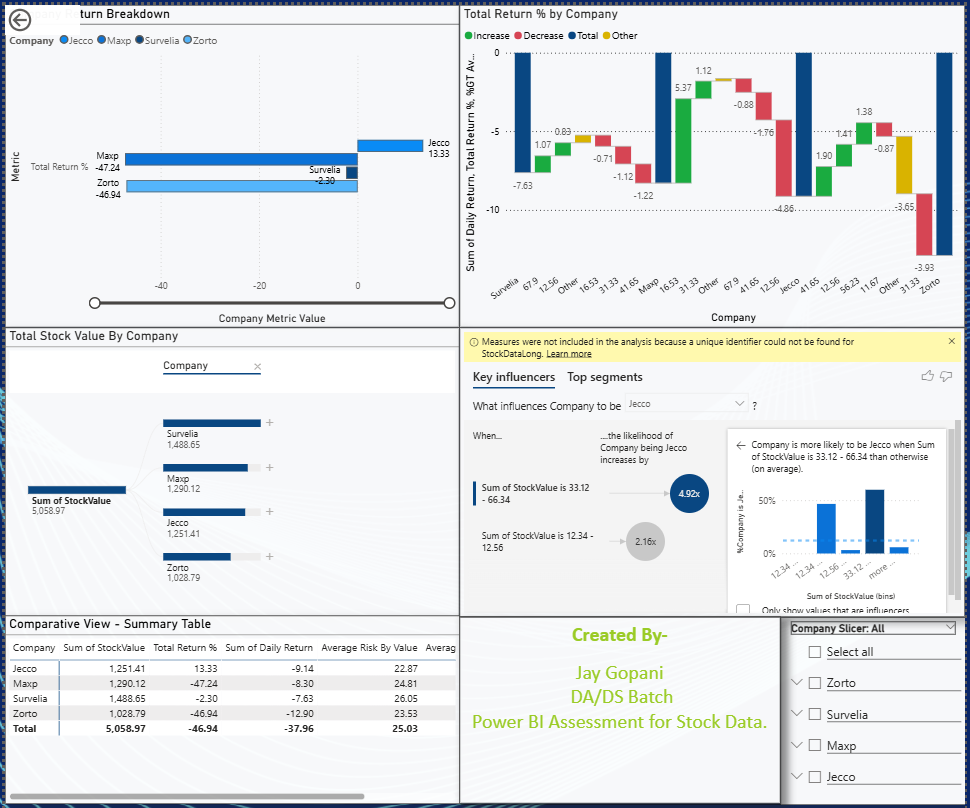 turn Breakdown
Company Jecco Maxp Survelia Zorto
Metric
Total Return %
Jecco
13.33
Maxp
-47.24
Survelia
-2.30
Zorto
-46.94
-40 -20 0
Company Metric Value
Total Return % by Company
Increase Decrease Total Other
Sum of Daily Return, Total Return %, %GT Av...
0
-5
-10
-7.63
1.07
0.83
-0.71
-1.12
-1.22
5.37
1.12
-0.88
-1.76
-4.86
1.90
1.41
1.38
-0.87
-3.65
-3.93
Survelia 67.9 12.56 Other 16.53 31.33 41.65 Maxp 16.53 31.33 Other 67.9 41.65 12.56 Jecco 41.65 12.56 56.23 11.67 Other 31.33 Zorto
Company
Total Stock Value By Company
Company
Sum of StockValue
5,058.97
Survelia
1,488.65
Maxp
1,290.12
Jecco
1,251.41
Zorto
1,028.79
Measures were not included in the analysis because a unique identifier could not be found for
StockDataLong. Learn more
Key influencers Top segments
What influences Company to be Jecco ?
When...
...the likelihood of
Company being Jecco
increases by
Sum of StockValue is 33.12
- 66.34
4.92x
Sum of StockValue is 12.34 -
12.56
2.16x
Company is more likely to be Jecco when Sum
of StockValue is 33.12 - 66.34 than otherwise
(on average).
%Company is Je...
50%
0%
12.34 ... 12.34 ... 12.56 ... 33.12 ... more ...
Sum of StockValue (bins)
Only show values that are influencers
Comparative View - Summary Table
Company Sum of StockValue Total Return % Sum of Daily Return Average Risk By Value Averag
Jecco 1,251.41 13.33 -9.14 22.87
Maxp 1,290.12 -47.24 -8.30 24.81
Survelia 1,488.65 -2.30 -7.63 26.05
Zorto 1,028.79 -46.94 -12.90 23.53
Total 5,058.97 -46.94 -37.96 25.03
Created By-
Jay Gopani
DA/DS Batch
Power BI Assessment for Stock Data.
Company Slicer: All
Select all
Zorto
Survelia
Maxp
Jecco